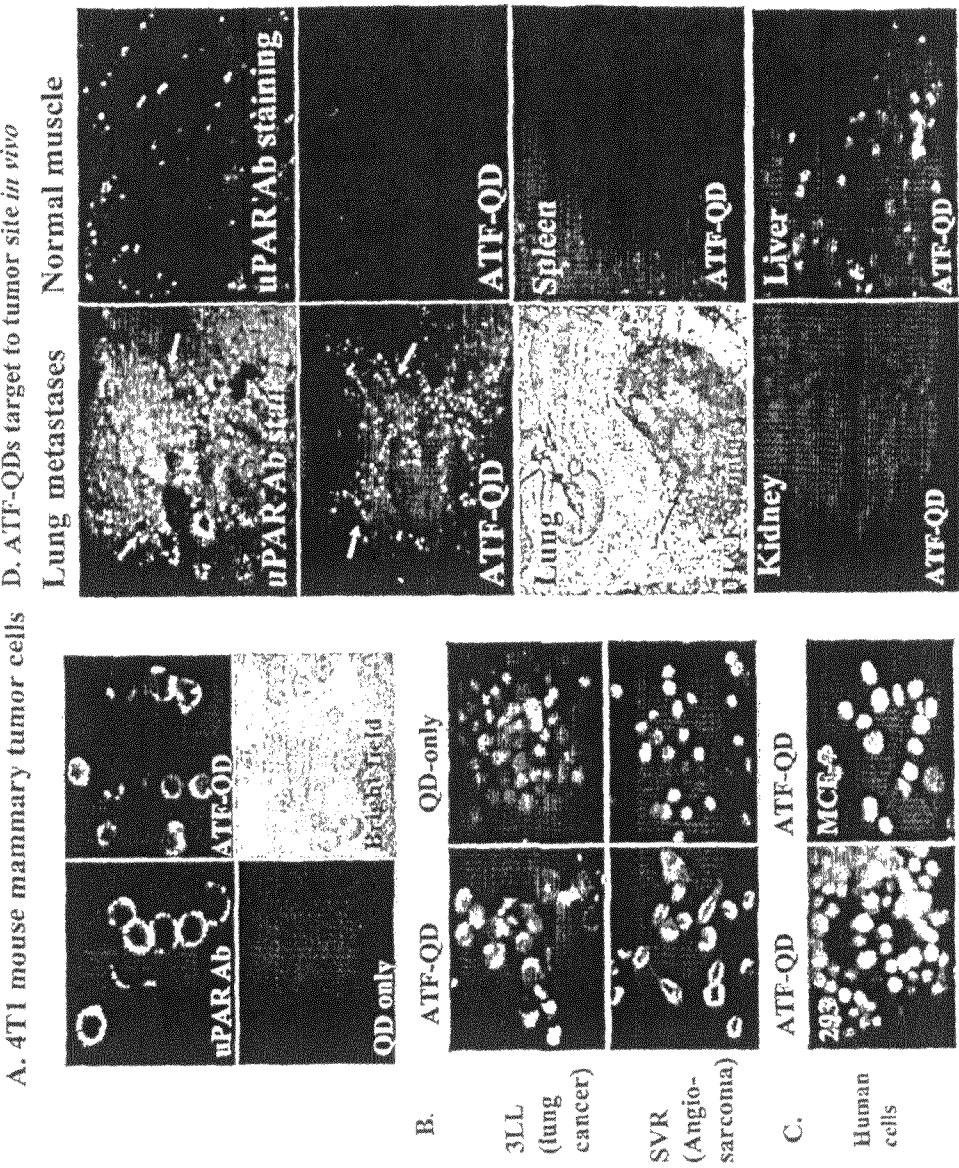 A. 4T1 mouse mammary tumor cells
uPAR Ab
ATF-QD
QD only
Bright field
B.
ATF-QD
QD-only
3LL
(lung
cancer)
SVR
(Angio-
sarcoma)
C.
ATF-QD
ATF-QD
Human
cells
293
MCF-7
D. ATF-QDs target to tumor site in vivo
Lung metastases
Normal muscle
uPAR Ab
uPAR Ab staining
ATF-QD
ATF-QD
Lung
Spleen
ATF-QD
Kidney
ATF-QD
Liver
ATF-QD